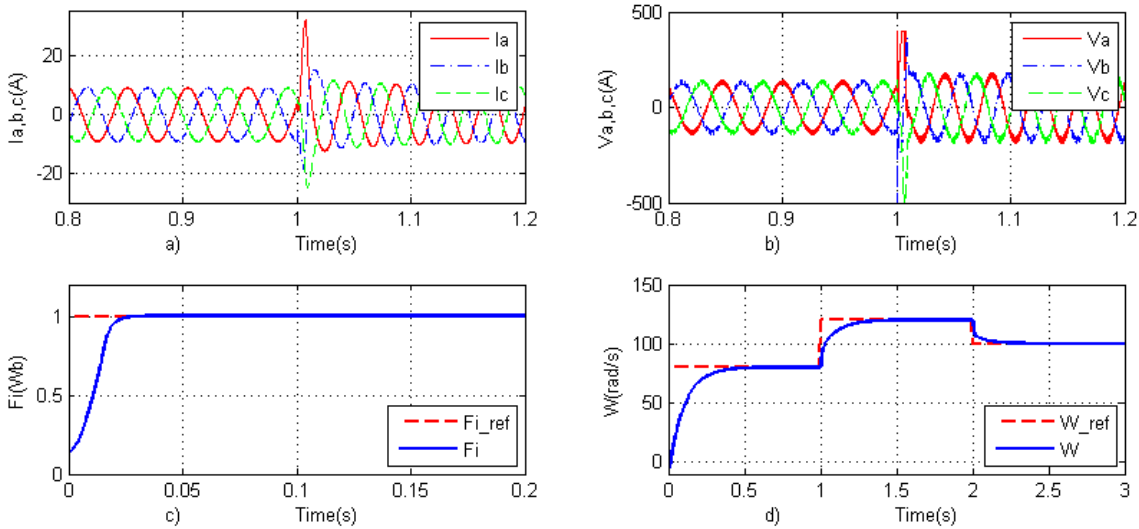 20
0
-20
0.8
0.9
1
1.1
1.2
Ia,b,c(A)
Time(s)
a)
Ia
Ib
Ic
500
0
-500
0.8
0.9
1
1.1
1.2
Va,b,c(A)
Time(s)
b)
Va
Vb
Vc
1
0.5
0
0
0.05
0.1
0.15
0.2
Fi(Wb)
Time(s)
c)
Fi_ref
Fi
150
100
50
0
0
0.5
1
1.5
2
2.5
3
W(rad/s)
Time(s)
d)
W_ref
W